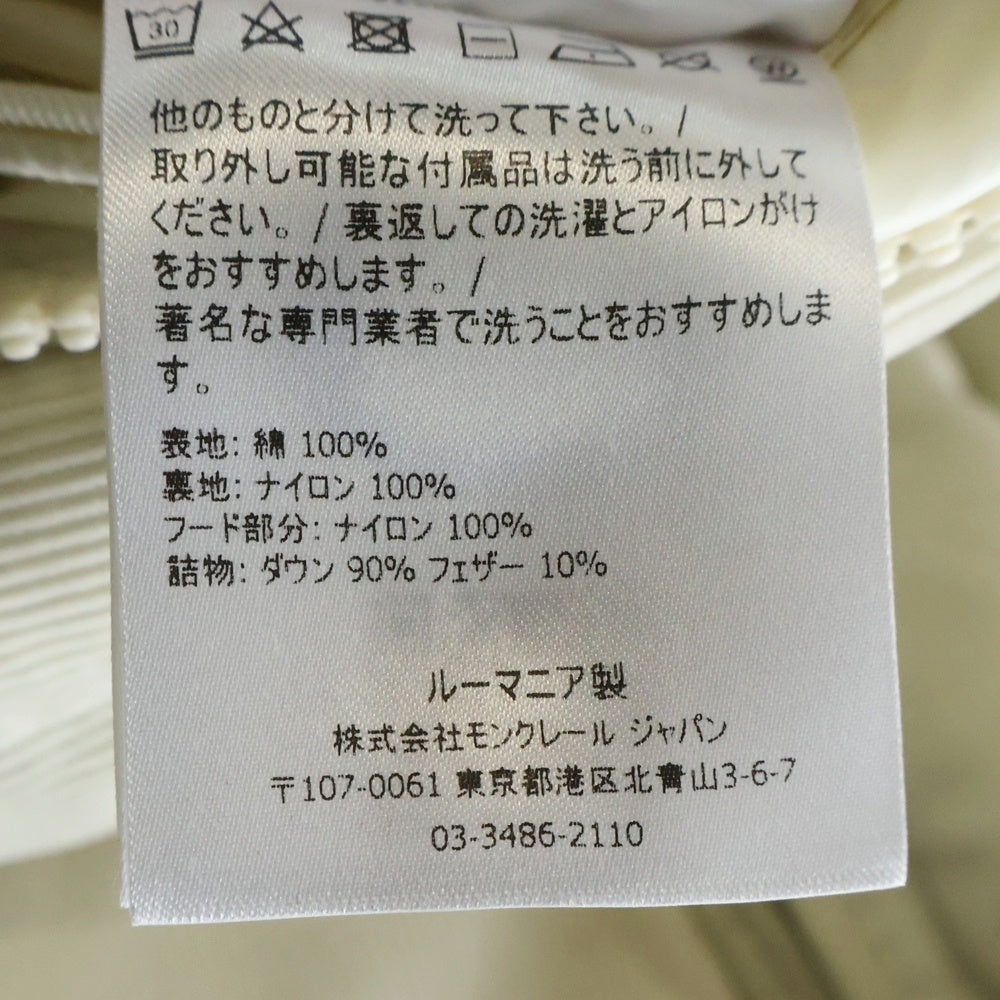 30
他のものと分けて洗って下さい。/
取り外し可能な付属品は洗う前に外して
ください。/ 裏返しての洗濯とアイロンがけ
をおすすめします。/
著名な専門業者で洗うことをおすすめしま
す。
表地: 綿 100%
裏地: ナイロン 100%
フード部分: ナイロン 100%
詰物: ダウン 90% フェザー 10%
ルーマニア製
株式会社モンクレール ジャパン
〒107-0061 東京都港区北青山3-6-7
03-3486-2110